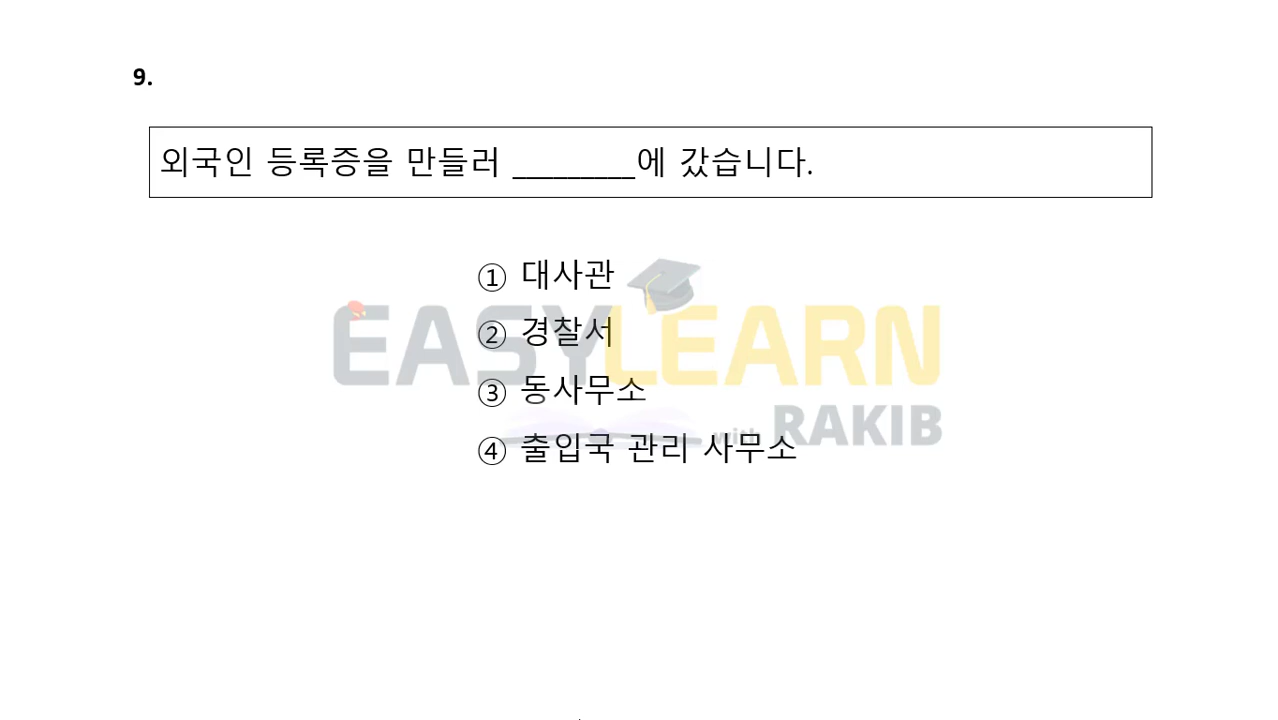 9.
외국인 등록증을 만들러 _________에 갔습니다.
① 대사관
② 경찰서
③ 동사무소
④ 출입국 관리 사무소
EASYLEARN
with RAKIB